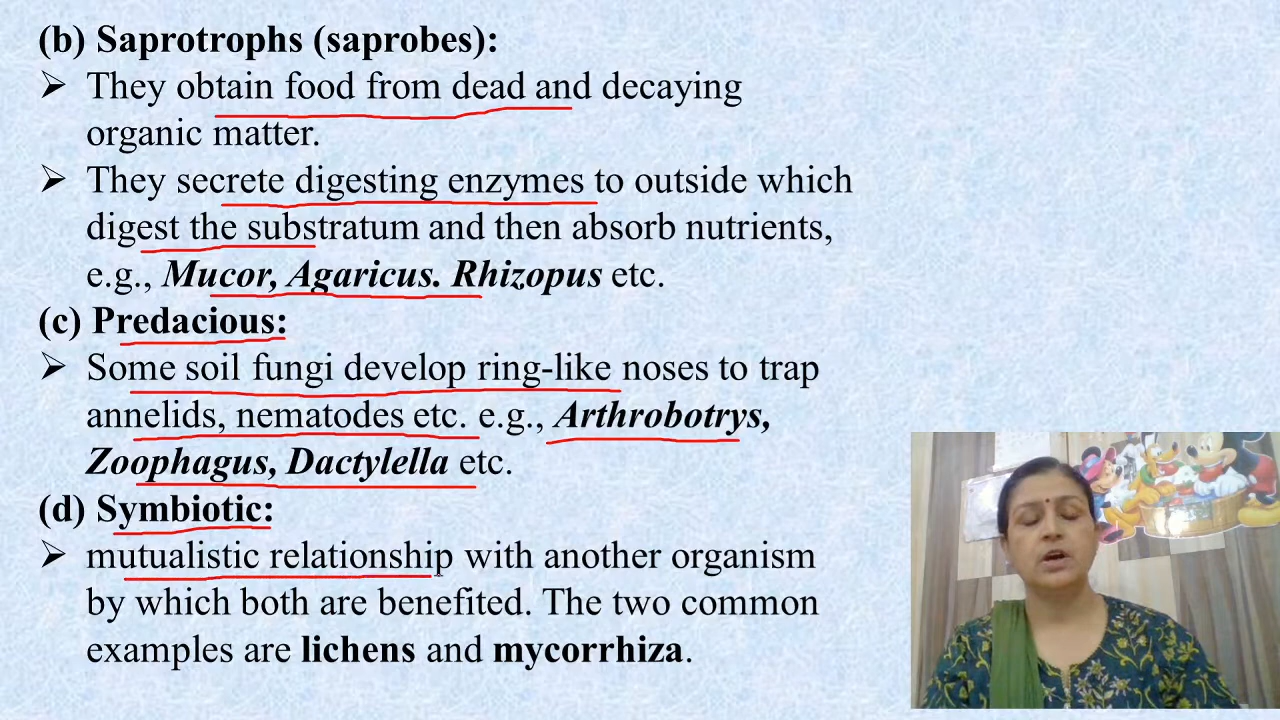 (b) Saprotrophs (saprobes):
➢ They obtain food from dead and decaying
organic matter.
➢ They secrete digesting enzymes to outside which
digest the substratum and then absorb nutrients,
e.g., Mucor, Agaricus. Rhizopus etc.
(c) Predacious:
➢ Some soil fungi develop ring-like noses to trap
annelids, nematodes etc. e.g., Arthrobotrys,
Zoophagus, Dactylella etc.
(d) Symbiotic:
➢ mutualistic relationship with another organism
by which both are benefited. The two common
examples are lichens and mycorrhiza.